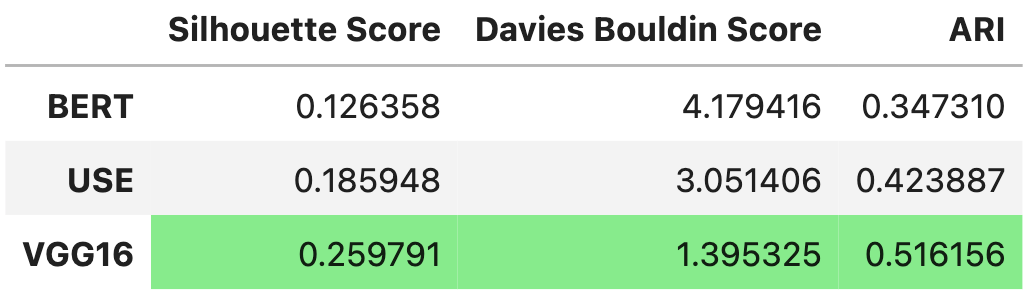 Silhouette Score Davies Bouldin Score ARI
BERT 0.126358 4.179416 0.347310
USE 0.185948 3.051406 0.423887
VGG16 0.259791 1.395325 0.516156